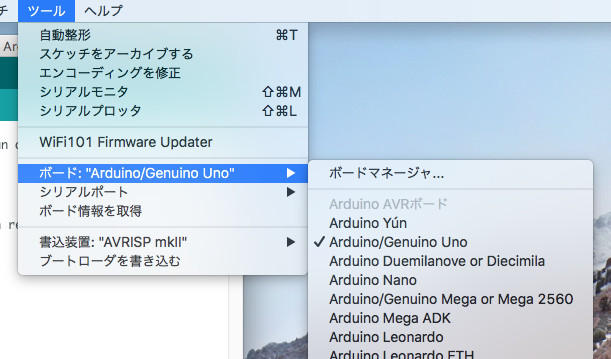 チ ツール ヘルプ
自動整形 ⌘T
スケッチをアーカイブする
エンコーディングを修正
シリアルモニタ ⇧⌘M
シリアルプロッタ ⇧⌘L
WiFi101 Firmware Updater
ボード: "Arduino/Genuino Uno"
シリアルポート
ボード情報を取得
書込装置: "AVRISP mkII"
ブートローダを書き込む
ボードマネージャ...
Arduino AVRボード
Arduino Yún
✓ Arduino/Genuino Uno
Arduino Duemilanove or Diecimila
Arduino Nano
Arduino/Genuino Mega or Mega 2560
Arduino Mega ADK
Arduino Leonardo
Arduino Leonardo ETH